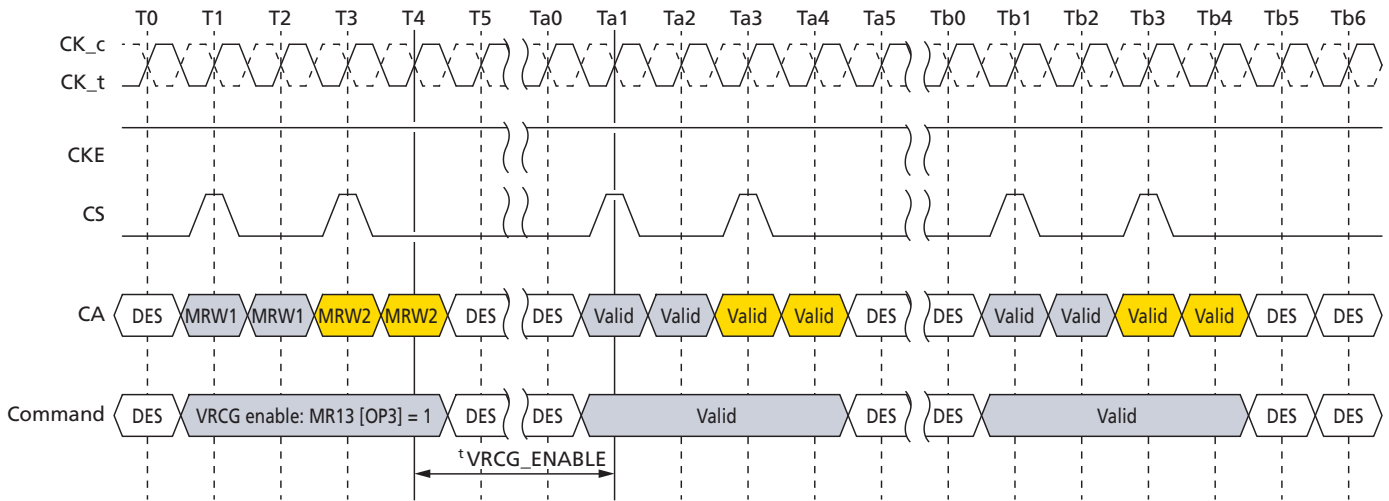 T0 T1 T2 T3 T4 T5 Ta0 Ta1 Ta2 Ta3 Ta4 Ta5 Tb0 Tb1 Tb2 Tb3 Tb4 Tb5 Tb6
CK_c
CK_t
CKE
CS
CA DES MRW1 MRW1 MRW2 MRW2 DES DES Valid Valid Valid Valid DES DES Valid Valid Valid Valid DES DES
Command DES VRCG enable: MR13 [OP3] = 1 DES DES Valid DES DES Valid DES DES
tVRCG_ENABLE